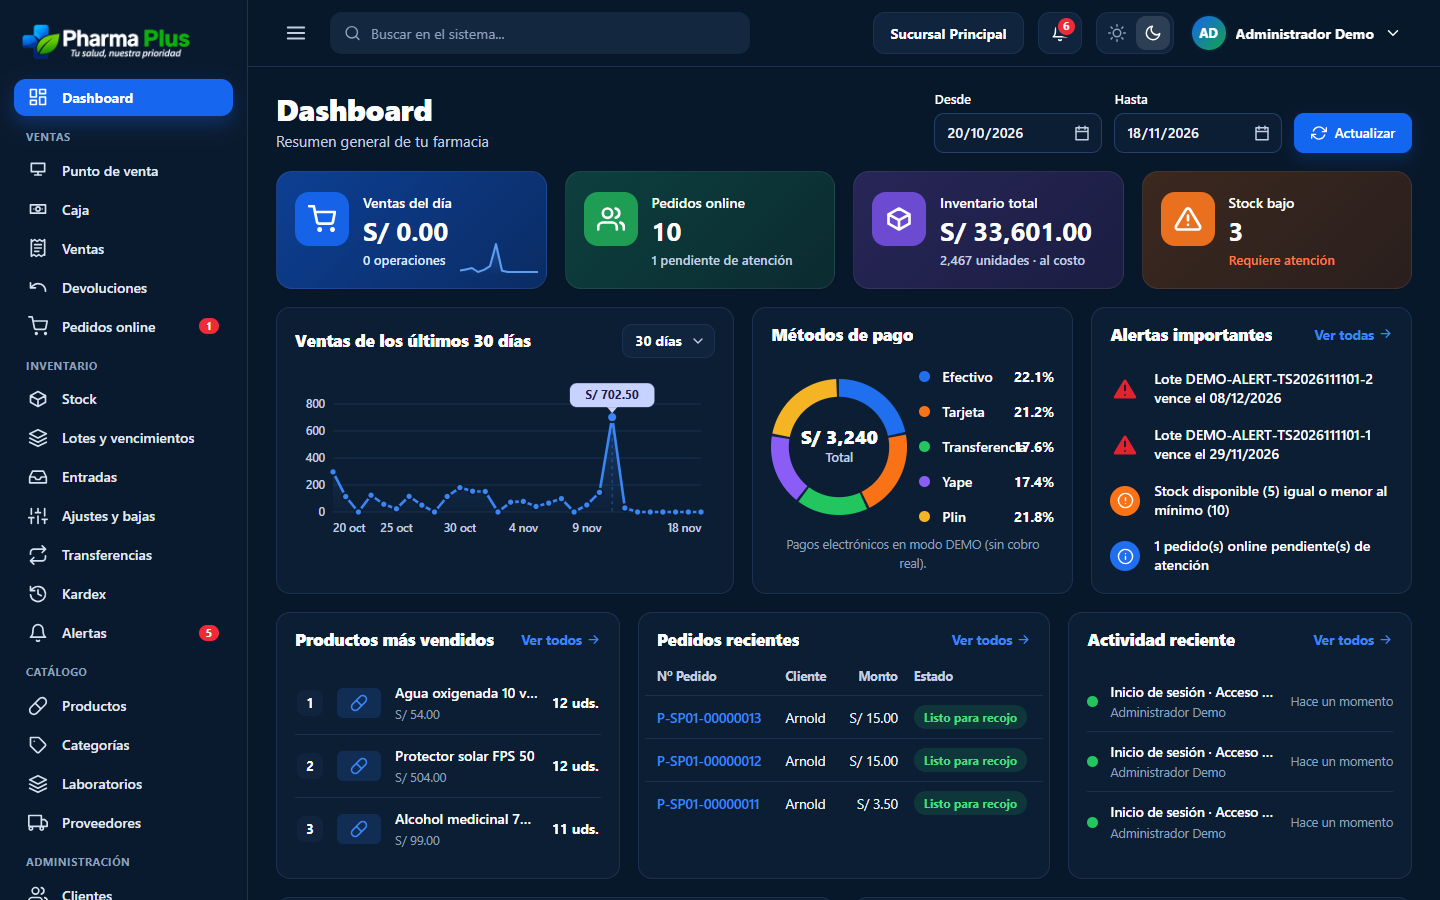 Pharma Plus
Tu salud, nuestra prioridad
Dashboard
VENTAS
Punto de venta
Caja
Ventas
Devoluciones
Pedidos online
1
INVENTARIO
Stock
Lotes y vencimientos
Entradas
Ajustes y bajas
Transferencias
Kardex
Alertas
5
CATÁLOGO
Productos
Categorías
Laboratorios
Proveedores
ADMINISTRACIÓN
Clientes
Buscar en el sistema...
Sucursal Principal
6
AD
Administrador Demo
Dashboard
Resumen general de tu farmacia
Desde
20/10/2026
Hasta
18/11/2026
Actualizar
Ventas del día
S/ 0.00
0 operaciones
Pedidos online
10
1 pendiente de atención
Inventario total
S/ 33,601.00
2,467 unidades · al costo
Stock bajo
3
Requiere atención
Ventas de los últimos 30 días
30 días
S/ 702.50
800
600
400
200
0
20 oct
25 oct
30 oct
4 nov
9 nov
18 nov
Métodos de pago
S/ 3,240
Total
Efectivo 22.1%
Tarjeta 21.2%
Transferencia 17.6%
Yape 17.4%
Plin 21.8%
Pagos electrónicos en modo DEMO (sin cobro
real).
Alertas importantes
Ver todas
Lote DEMO-ALERT-TS2026111101-2
vence el 08/12/2026
Lote DEMO-ALERT-TS2026111101-1
vence el 29/11/2026
Stock disponible (5) igual o menor al
mínimo (10)
1 pedido(s) online pendiente(s) de
atención
Productos más vendidos
Ver todos
1
Agua oxigenada 10 v...
S/ 54.00
12 uds.
2
Protector solar FPS 50
S/ 504.00
12 uds.
3
Alcohol medicinal 7...
S/ 99.00
11 uds.
Pedidos recientes
Ver todos
Nº Pedido Cliente Monto Estado
P-SP01-00000013 Arnold S/ 15.00 Listo para recojo
P-SP01-00000012 Arnold S/ 15.00 Listo para recojo
P-SP01-00000011 Arnold S/ 3.50 Listo para recojo
Actividad reciente
Ver todos
Inicio de sesión · Acceso ...
Administrador Demo
Hace un momento
Inicio de sesión · Acceso ...
Administrador Demo
Hace un momento
Inicio de sesión · Acceso ...
Administrador Demo
Hace un momento